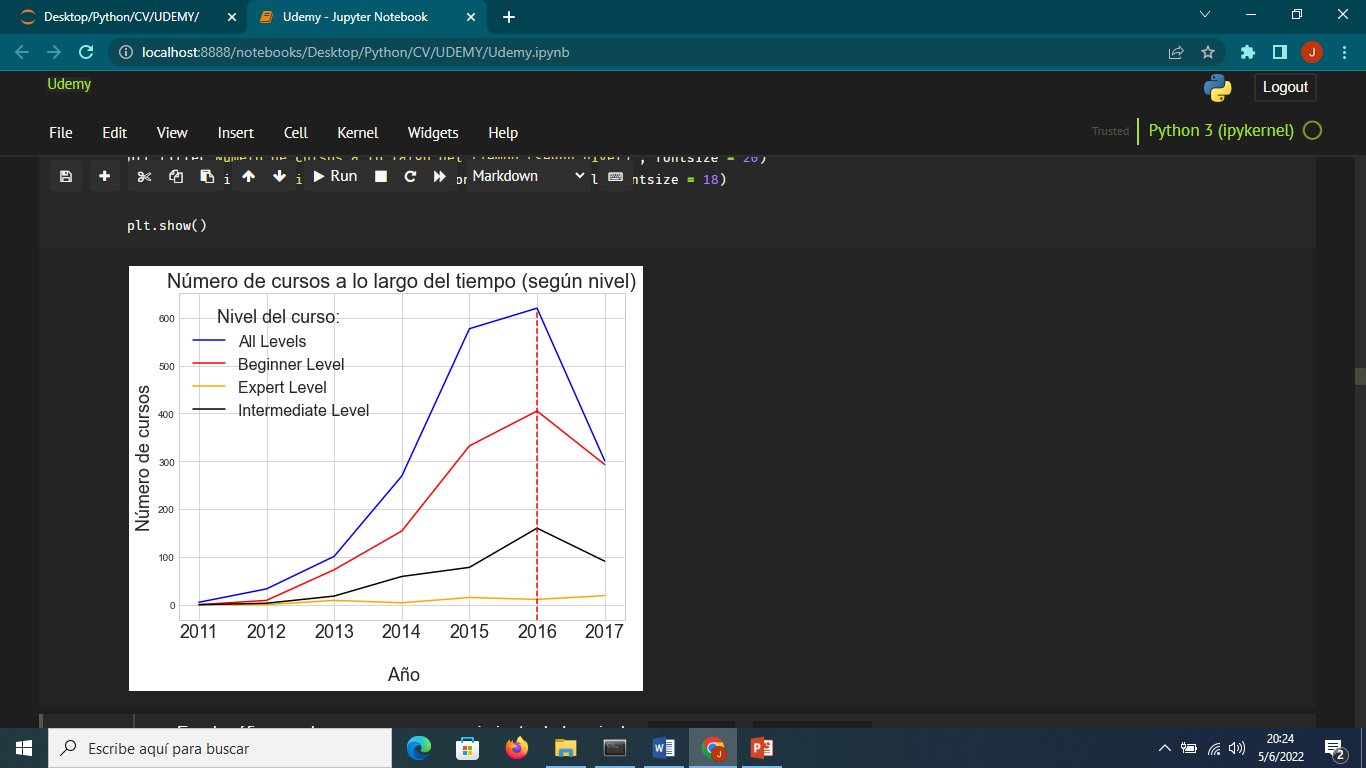 Desktop/Python/CV/UDEMY/
Udemy - Jupyter Notebook
localhost:8888/notebooks/Desktop/Python/CV/UDEMY/Udemy.ipynb
J
Udemy
Logout
File Edit View Insert Cell Kernel Widgets Help
Trusted
Python 3 (ipykernel)
fontsize = 20)
Run
Markdown
ntsize = 18)
plt.show()
Número de cursos a lo largo del tiempo (según nivel)
Nivel del curso:
All Levels
Beginner Level
Expert Level
Intermediate Level
Número de cursos
600
500
400
300
200
100
0
2011 2012 2013 2014 2015 2016 2017
Año
Escribe aquí para buscar
20:24
5/6/2022
2